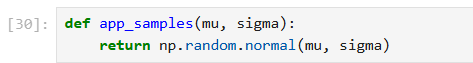 [30]: def app_samples(mu, sigma):
    return np.random.normal(mu, sigma)